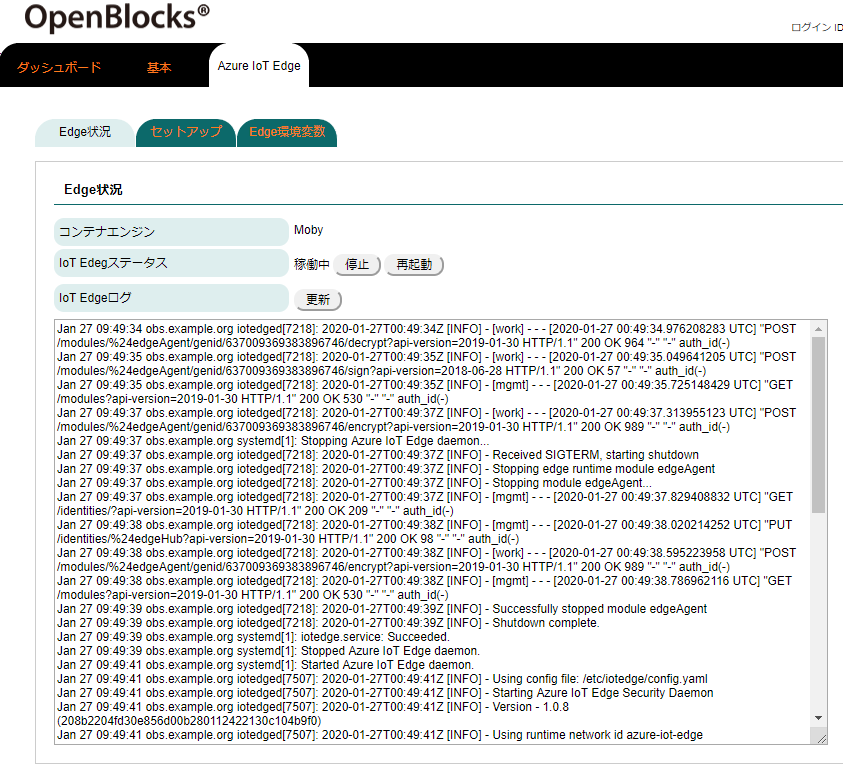 OpenBlocks®
ログイン ID
ダッシュボード 基本 Azure IoT Edge
Edge状況 セットアップ Edge環境変数
Edge状況
コンテナエンジン Moby
IoT Edegステータス 稼働中 停止 再起動
IoT Edgeログ 更新
Jan 27 09:49:34 obs.example.org iotedged[7218]: 2020-01-27T00:49:34Z [INFO] - [work] - - - [2020-01-27 00:49:34.976208283 UTC] "POST
/modules/%24edgeAgent/genid/637009369383896746/decrypt?api-version=2019-01-30 HTTP/1.1" 200 OK 964 "-" "-" auth_id(-)
Jan 27 09:49:35 obs.example.org iotedged[7218]: 2020-01-27T00:49:35Z [INFO] - [work] - - - [2020-01-27 00:49:35.049641205 UTC] "POST
/modules/%24edgeAgent/genid/637009369383896746/sign?api-version=2018-06-28 HTTP/1.1" 200 OK 57 "-" "-" auth_id(-)
Jan 27 09:49:35 obs.example.org iotedged[7218]: 2020-01-27T00:49:35Z [INFO] - [mgmt] - - - [2020-01-27 00:49:35.725148429 UTC] "GET
/modules?api-version=2019-01-30 HTTP/1.1" 200 OK 530 "-" "-" auth_id(-)
Jan 27 09:49:37 obs.example.org iotedged[7218]: 2020-01-27T00:49:37Z [INFO] - [work] - - - [2020-01-27 00:49:37.313955123 UTC] "POST
/modules/%24edgeAgent/genid/637009369383896746/encrypt?api-version=2019-01-30 HTTP/1.1" 200 OK 989 "-" "-" auth_id(-)
Jan 27 09:49:37 obs.example.org systemd[1]: Stopping Azure IoT Edge daemon...
Jan 27 09:49:37 obs.example.org iotedged[7218]: 2020-01-27T00:49:37Z [INFO] - Received SIGTERM, starting shutdown
Jan 27 09:49:37 obs.example.org iotedged[7218]: 2020-01-27T00:49:37Z [INFO] - Stopping edge runtime module edgeAgent
Jan 27 09:49:37 obs.example.org iotedged[7218]: 2020-01-27T00:49:37Z [INFO] - Stopping module edgeAgent...
Jan 27 09:49:37 obs.example.org iotedged[7218]: 2020-01-27T00:49:37Z [INFO] - [mgmt] - - - [2020-01-27 00:49:37.829408832 UTC] "GET
/identities/?api-version=2019-01-30 HTTP/1.1" 200 OK 209 "-" "-" auth_id(-)
Jan 27 09:49:38 obs.example.org iotedged[7218]: 2020-01-27T00:49:38Z [INFO] - [mgmt] - - - [2020-01-27 00:49:38.020214252 UTC] "PUT
/identities/%24edgeHub?api-version=2019-01-30 HTTP/1.1" 200 OK 98 "-" "-" auth_id(-)
Jan 27 09:49:38 obs.example.org iotedged[7218]: 2020-01-27T00:49:38Z [INFO] - [work] - - - [2020-01-27 00:49:38.595223958 UTC] "POST
/modules/%24edgeAgent/genid/637009369383896746/encrypt?api-version=2019-01-30 HTTP/1.1" 200 OK 989 "-" "-" auth_id(-)
Jan 27 09:49:38 obs.example.org iotedged[7218]: 2020-01-27T00:49:38Z [INFO] - [mgmt] - - - [2020-01-27 00:49:38.786962116 UTC] "GET
/modules?api-version=2019-01-30 HTTP/1.1" 200 OK 530 "-" "-" auth_id(-)
Jan 27 09:49:39 obs.example.org iotedged[7218]: 2020-01-27T00:49:39Z [INFO] - Successfully stopped module edgeAgent
Jan 27 09:49:39 obs.example.org iotedged[7218]: 2020-01-27T00:49:39Z [INFO] - Shutdown complete.
Jan 27 09:49:39 obs.example.org systemd[1]: iotedge.service: Succeeded.
Jan 27 09:49:39 obs.example.org systemd[1]: Stopped Azure IoT Edge daemon.
Jan 27 09:49:41 obs.example.org systemd[1]: Started Azure IoT Edge daemon.
Jan 27 09:49:41 obs.example.org iotedged[7507]: 2020-01-27T00:49:41Z [INFO] - Using config file: /etc/iotedge/config.yaml
Jan 27 09:49:41 obs.example.org iotedged[7507]: 2020-01-27T00:49:41Z [INFO] - Starting Azure IoT Edge Security Daemon
Jan 27 09:49:41 obs.example.org iotedged[7507]: 2020-01-27T00:49:41Z [INFO] - Version - 1.0.8
(208b2204fd30e856d00b280112422130c104b9f0)
Jan 27 09:49:41 obs.example.org iotedged[7507]: 2020-01-27T00:49:41Z [INFO] - Using runtime network id azure-iot-edge